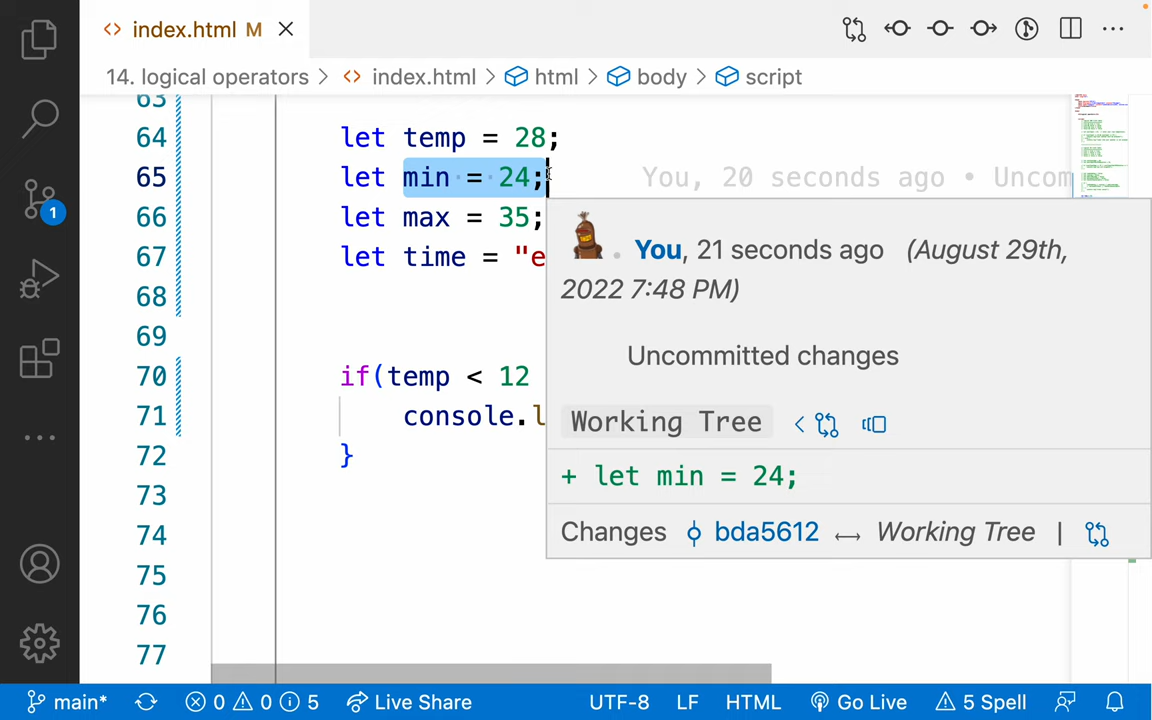 index.html M
14. logical operators > index.html > html > body > script
63
64 let temp = 28;
65 let min = 24; You, 20 seconds ago • Uncom
66 let max = 35;
67 let time = "e
68
69
70 if(temp < 12
71 console.l
72 }
73
74
75
76
77
You, 21 seconds ago (August 29th,
2022 7:48 PM)
Uncommitted changes
Working Tree
+ let min = 24;
Changes bda5612 ↔ Working Tree |
1
main* 0 0 5 Live Share UTF-8 LF HTML Go Live 5 Spell